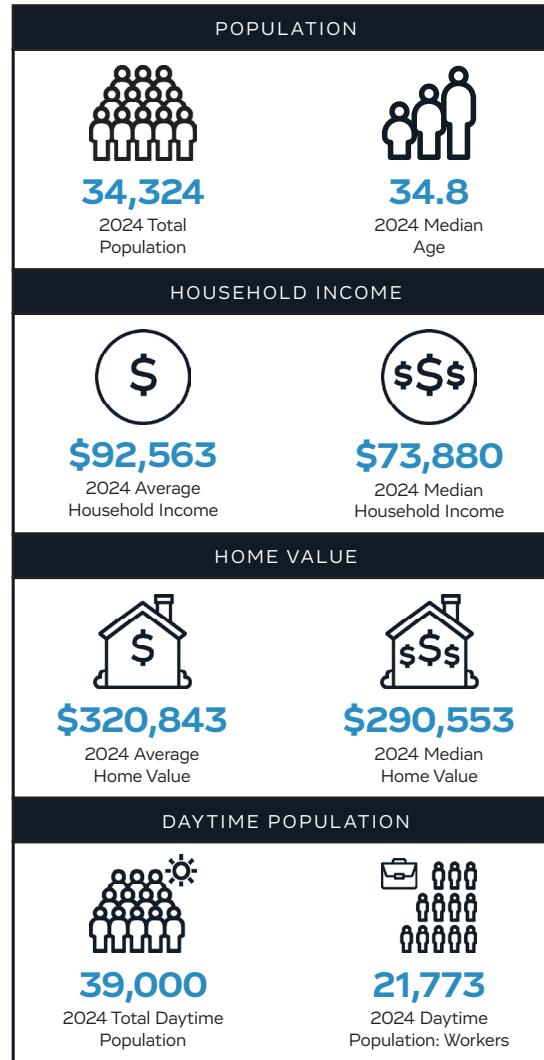 POPULATION
34,324
2024 Total
Population
34.8
2024 Median
Age
HOUSEHOLD INCOME
$
$92,563
2024 Average
Household Income
$$$
$73,880
2024 Median
Household Income
HOME VALUE
$
$320,843
2024 Average
Home Value
$$$
$290,553
2024 Median
Home Value
DAYTIME POPULATION
39,000
2024 Total Daytime
Population
21,773
2024 Daytime
Population: Workers